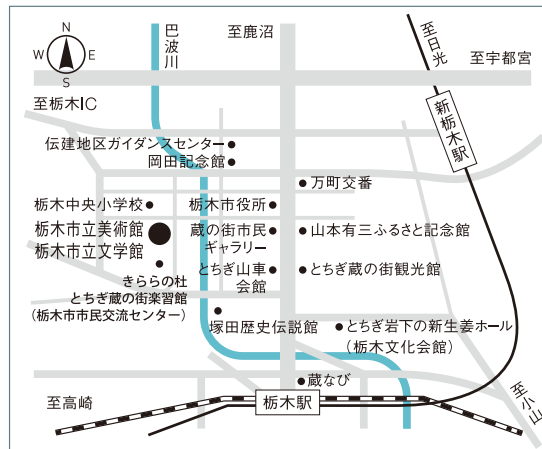 N
W
E
S
巴波川
至鹿沼
至日光
至宇都宮
至栃木IC
新栃木駅
伝建地区ガイダンスセンター
岡田記念館
万町交番
栃木中央小学校
栃木市役所
栃木市立美術館
栃木市立文学館
蔵の街市民
ギャラリー
山本有三ふるさと記念館
とちぎ山車
会館
とちぎ蔵の街観光館
きららの杜
とちぎ蔵の街楽習館
（栃木市市民交流センター）
塚田歴史伝説館
とちぎ岩下の新生姜ホール
（栃木文化会館）
蔵なび
至高崎
栃木駅
至小山